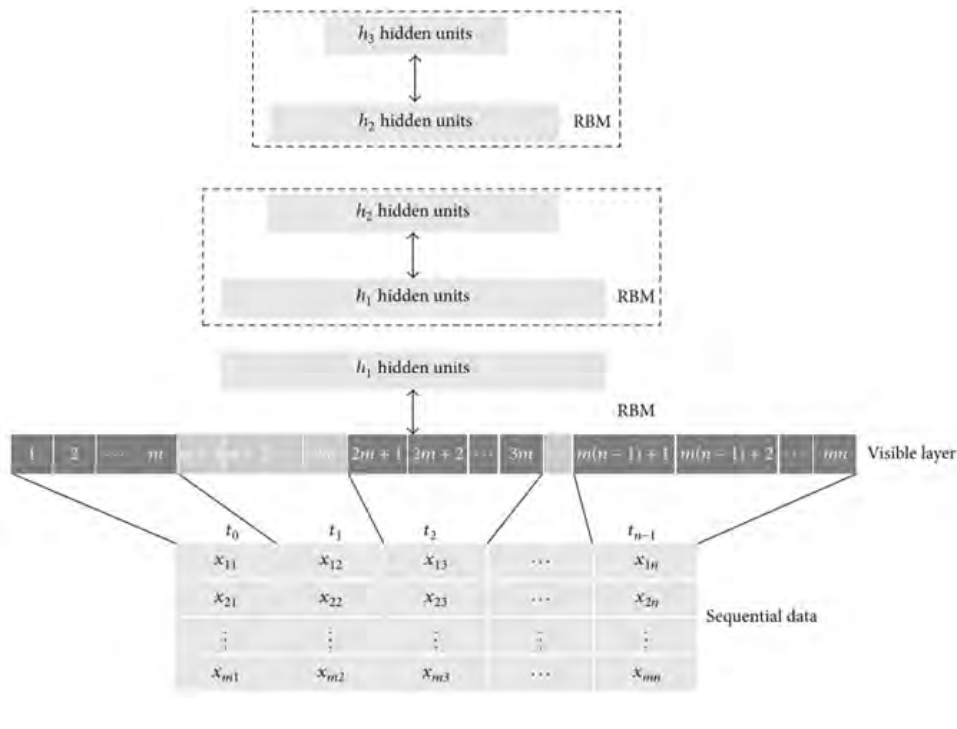 h₃ hidden units
h₂ hidden units RBM
h₂ hidden units
h₁ hidden units RBM
h₁ hidden units
RBM
1 2 ⋯ m 2m + 1 2m + 2 ⋯ 3m m(n − 1) + 1 m(n − 1) + 2 ⋯ mn Visible layer
t₀ t₁ t₂ tₙ₋₁
x₁₁ x₁₂ x₁₃ ⋯ x₁ₙ
x₂₁ x₂₂ x₂₃ ⋯ x₂ₙ
Sequential data
⋮ ⋮ ⋮ ⋮ ⋮
xₘ₁ xₘ₂ xₘ₃ ⋯ xₘₙ